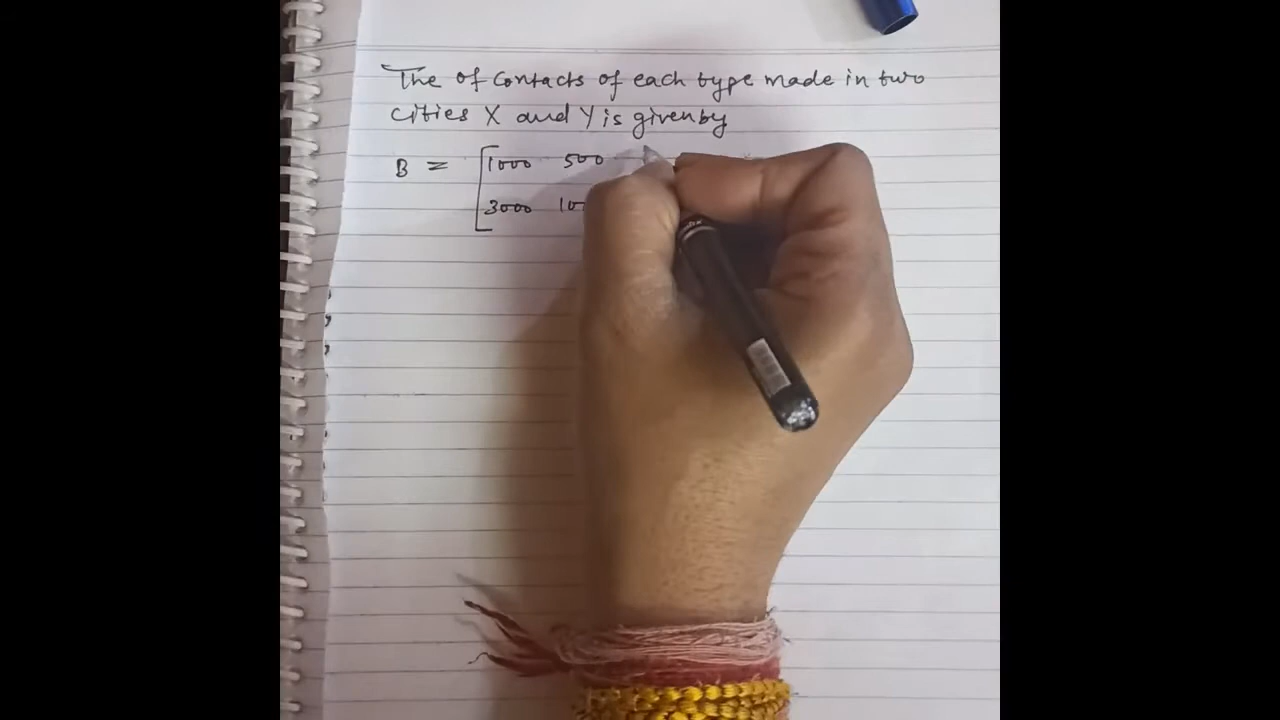 The of contacts of each type made in two
cities X and Y is given by
B = [1000 500
3000 10